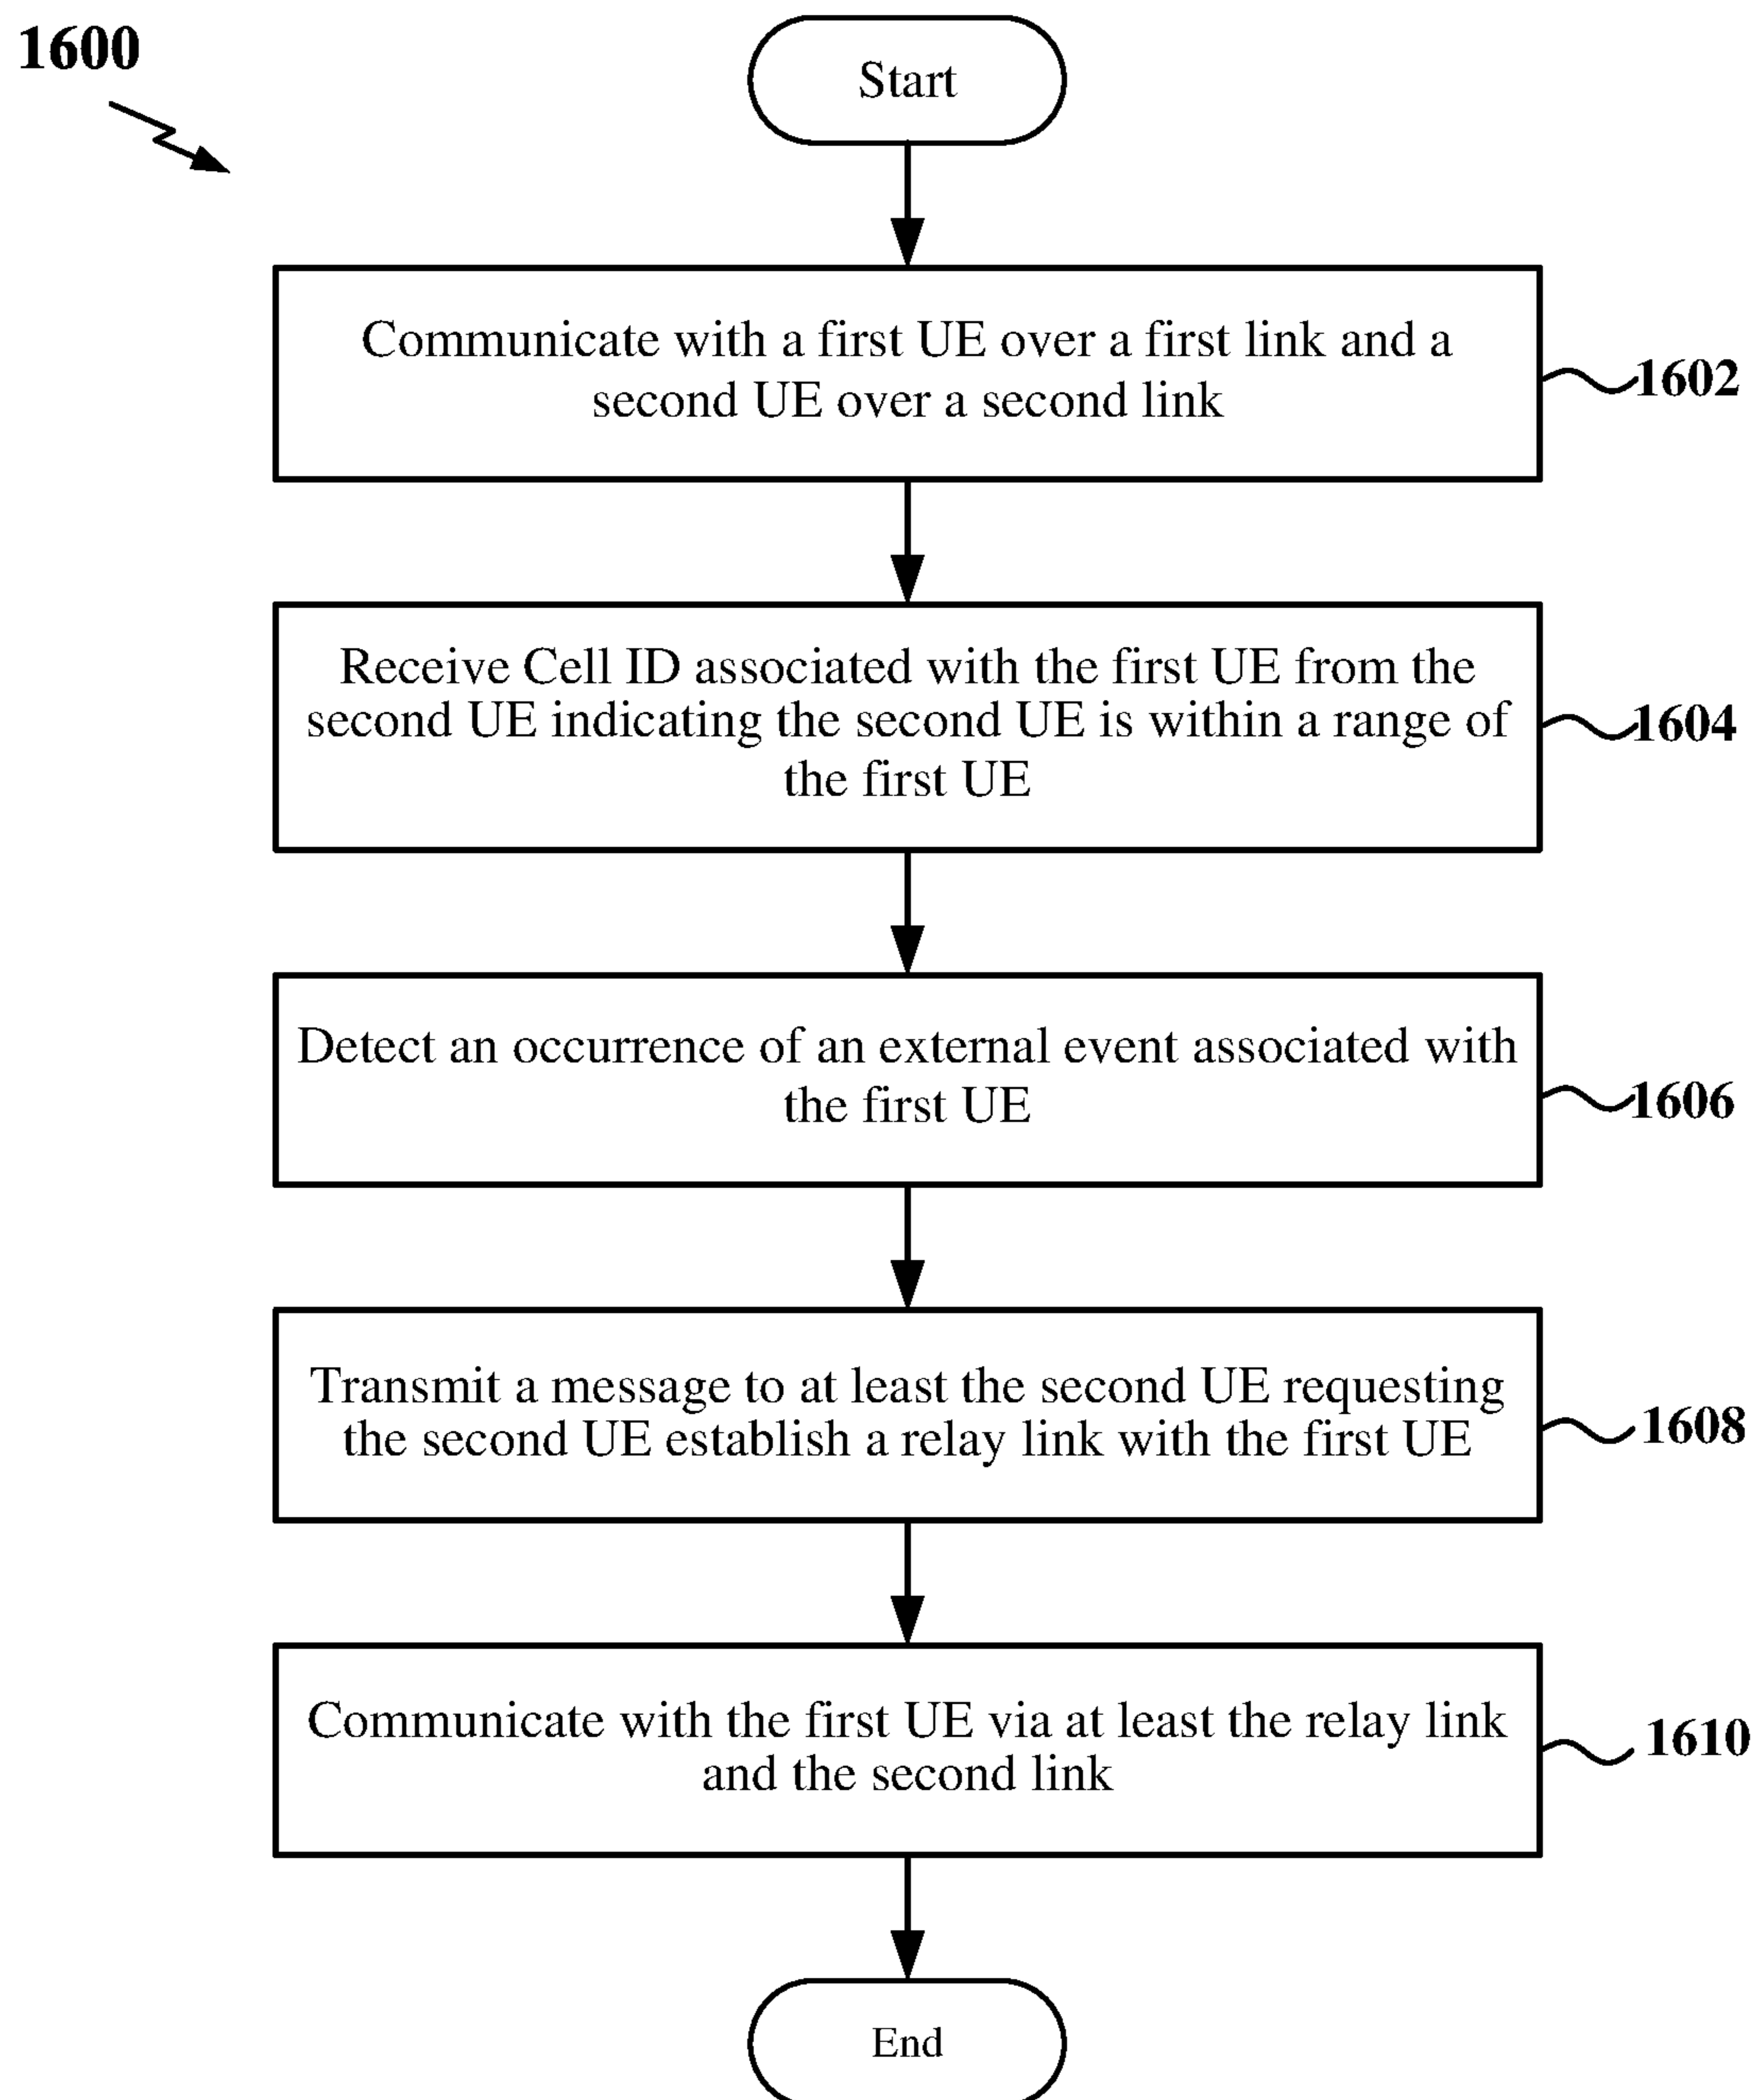 1600
Start
Communicate with a first UE over a first link and a
second UE over a second link
1602
Receive Cell ID associated with the first UE from the
second UE indicating the second UE is within a range of
the first UE
1604
Detect an occurrence of an external event associated with
the first UE
1606
Transmit a message to at least the second UE requesting
the second UE establish a relay link with the first UE
1608
Communicate with the first UE via at least the relay link
and the second link
1610
End